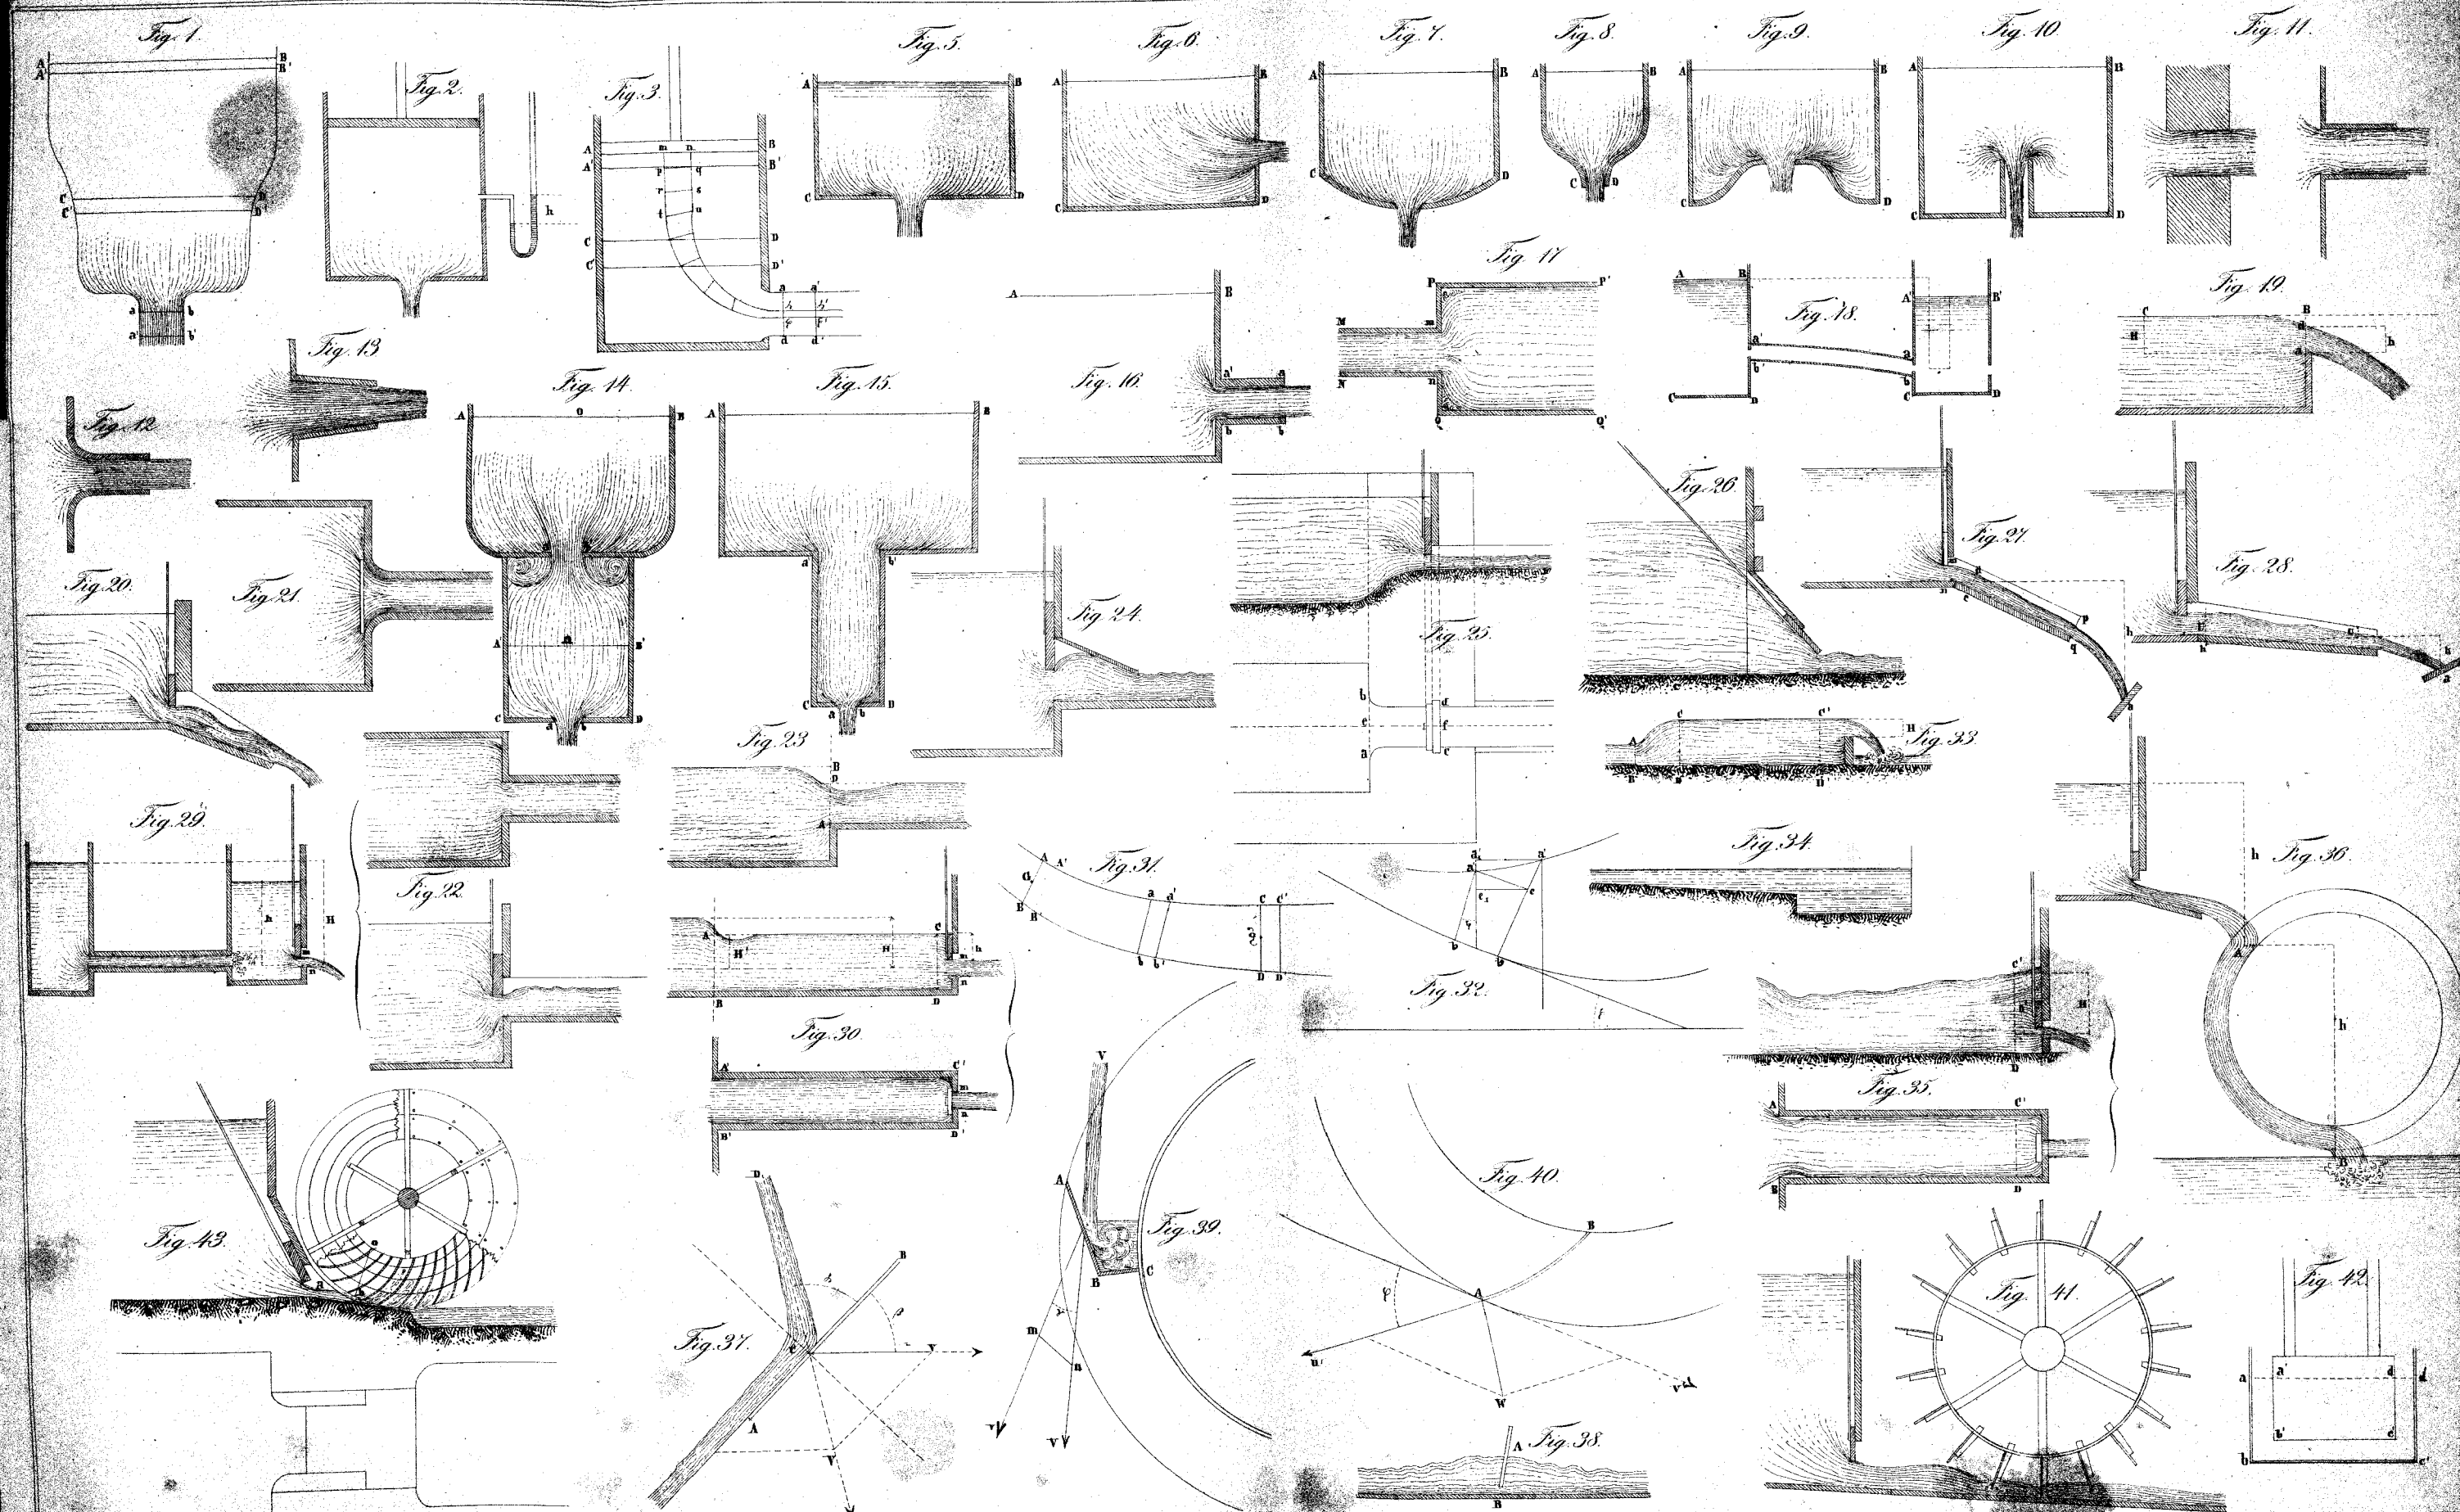 Fig. 1.
Fig. 2.
Fig. 3.
Fig. 5.
Fig. 6.
Fig. 7.
Fig. 8.
Fig. 9.
Fig. 10.
Fig. 11.
A B
A' B'
C
C' D'
a b
a' b'
h
A m n B
A' p q B'
r s
t u
C D
C' D'
a a'
d d'
A B
C D
A B
C D
A B
C D
A B
C D
A B
C D
A B
C D
Fig. 17
Fig. 18.
Fig. 19.
P P'
M m
N n
Q Q'
A B
A' B'
a' a
b' b
C D
C D
C B
H d h
a
Fig. 12
Fig. 13
Fig. 14.
Fig. 15.
Fig. 16.
A O B
A' n B'
C D
a b
A B
a' b'
C D
a b
A B
a' a
b' b
Fig. 20.
Fig. 21.
Fig. 24.
Fig. 25.
Fig. 26.
Fig. 27.
Fig. 28.
b d
e f
a c
m
n
p
q
h
a
h
a
Fig. 23
B
A
Fig. 33.
C C' H
A
B
Fig. 29.
Fig. 22.
h H
m
n
Fig. 31.
A A'
G
B B'
a a'
b b'
C C'
D D'
Fig. 32.
a'
e
b b'
Fig. 34.
Fig. 36.
h
A
h'
B
Fig. 30.
A C
H' H h
m
n
B D
A' C'
m
n
B' D'
Fig. 35.
C'
H
D
A C'
B D
Fig. 43.
a
Fig. 37.
D
B
C v
A
V
Fig. 39.
V
A
B C
m
n
V
Fig. 40.
B
A
φ
u'
W
Fig. 38.
A
B
Fig. 41.
Fig. 42.
a a' d d'
b b' c c'